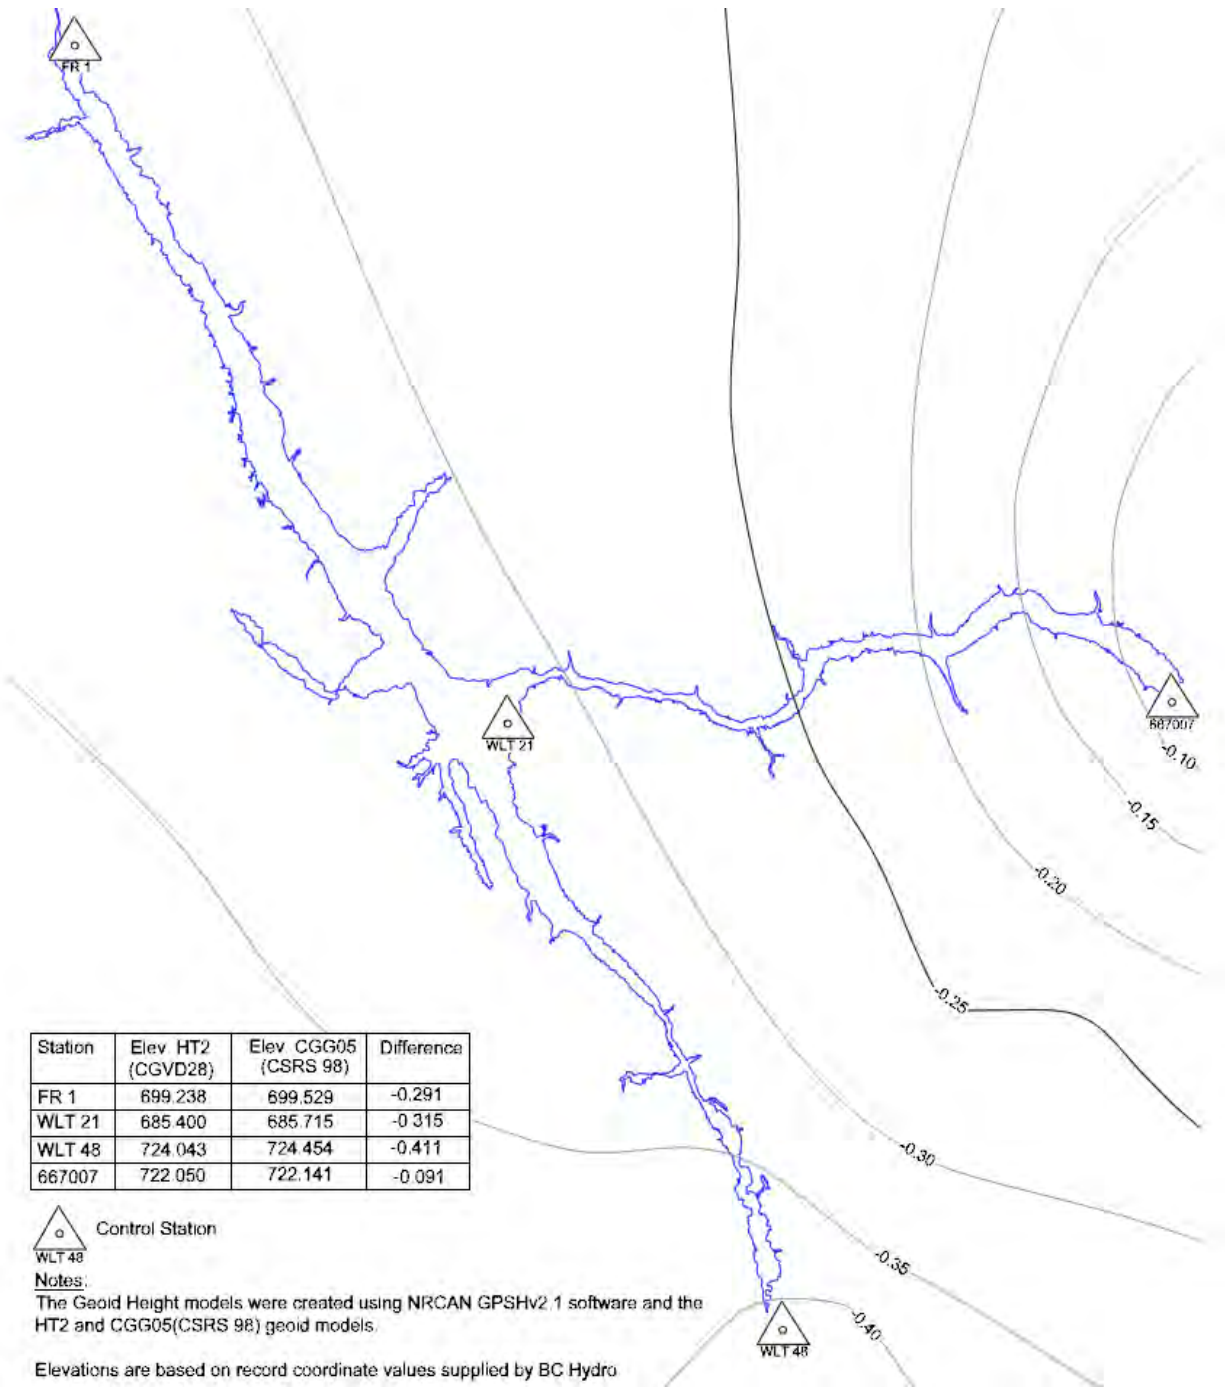 FR 1
WLT 21
687007
-0.10
-0.15
-0.20
-0.25
-0.30
-0.35
-0.40
Station Elev. HT2 (CGVD28) Elev. CGG05 (CSRS 98) Difference
FR 1 699.238 699.529 -0.291
WLT 21 685.400 685.715 -0 315
WLT 48 724.043 724.454 -0.411
667007 722.050 722.141 -0.091
Control Station
WLT 48
Notes:
The Geoid Height models were created using NRCAN GPSHv2.1 software and the
HT2 and CGG05(CSRS 98) geoid models.
Elevations are based on record coordinate values supplied by BC Hydro
WLT 48